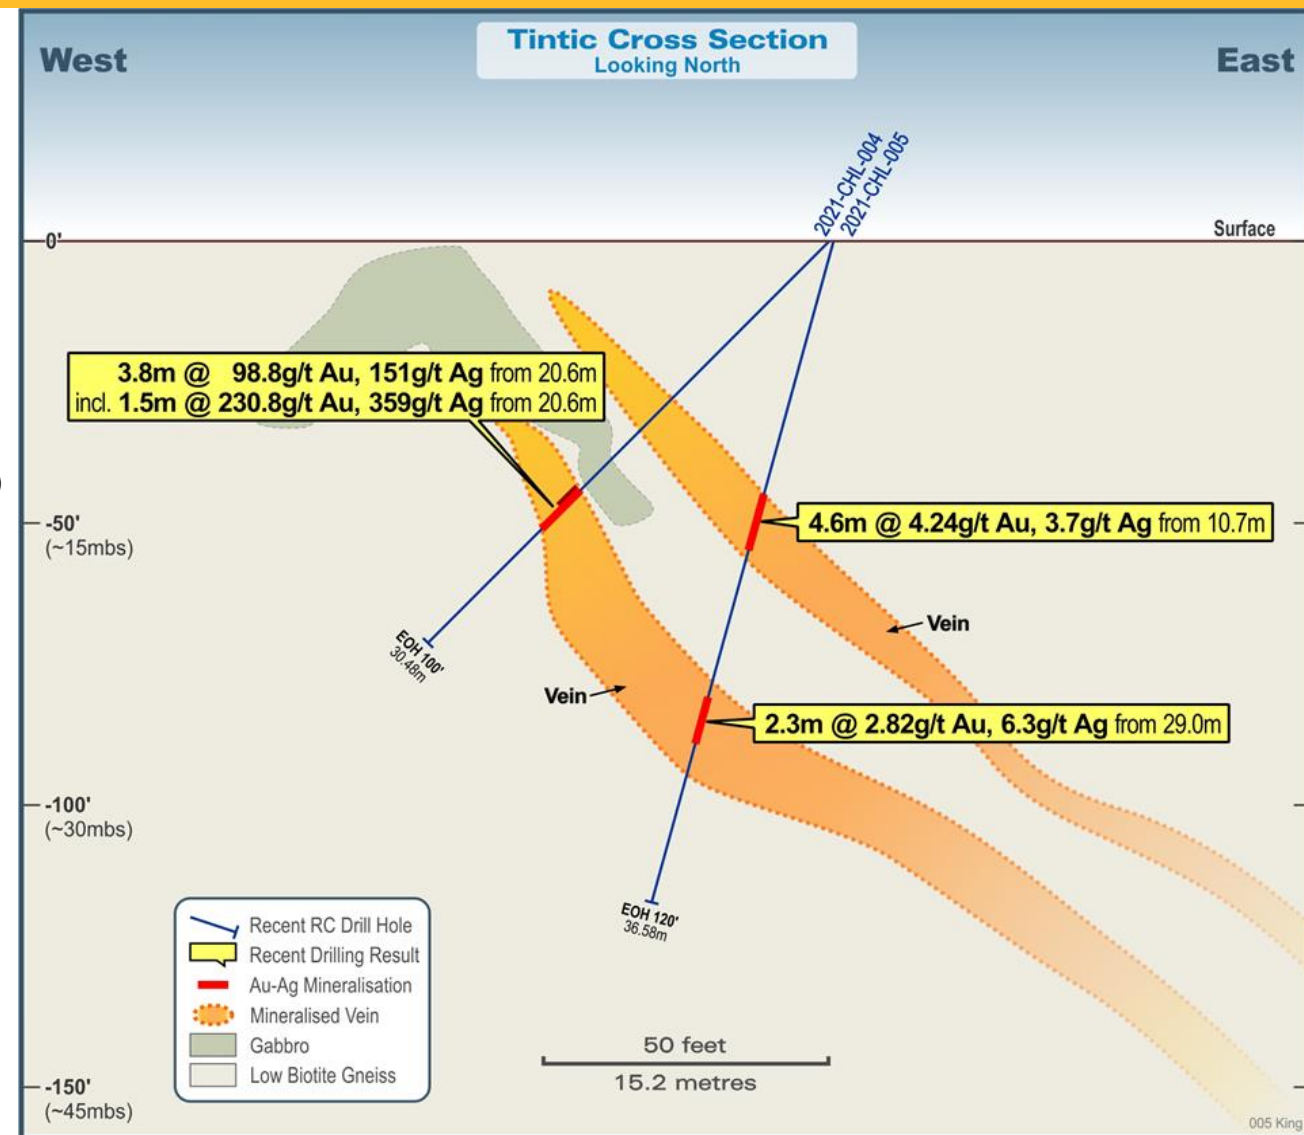 West
Tintic Cross Section
Looking North
East
2021-CHL-004
2021-CHL-005
Surface
0'
3.8m @ 98.8g/t Au, 151g/t Ag from 20.6m
incl. 1.5m @ 230.8g/t Au, 359g/t Ag from 20.6m
-50'
(~15mbs)
4.6m @ 4.24g/t Au, 3.7g/t Ag from 10.7m
Vein
EOH 100'
30.48m
Vein
2.3m @ 2.82g/t Au, 6.3g/t Ag from 29.0m
-100'
(~30mbs)
EOH 120'
36.58m
Recent RC Drill Hole
Recent Drilling Result
Au-Ag Mineralisation
Mineralised Vein
Gabbro
Low Biotite Gneiss
50 feet
15.2 metres
-150'
(~45mbs)
005 King